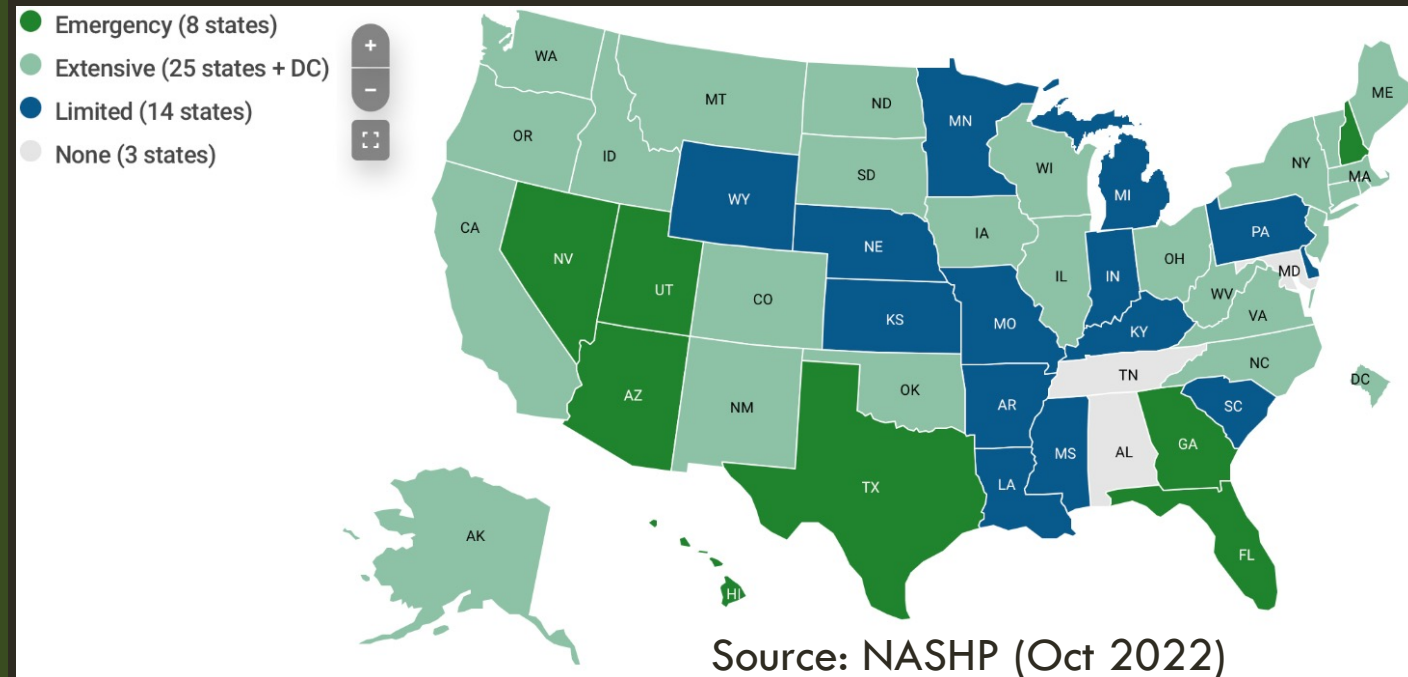 Emergency (8 states)
Extensive (25 states + DC)
Limited (14 states)
None (3 states)
+
−
WA
MT
ND
MN
ME
OR
ID
SD
WI
NY
MA
WY
MI
CA
NV
UT
NE
IA
IL
IN
OH
PA
MD
CO
KS
MO
KY
WV
VA
AZ
NM
OK
AR
TN
NC
DC
SC
TX
LA
MS
AL
GA
FL
AK
HI
Source: NASHP (Oct 2022)